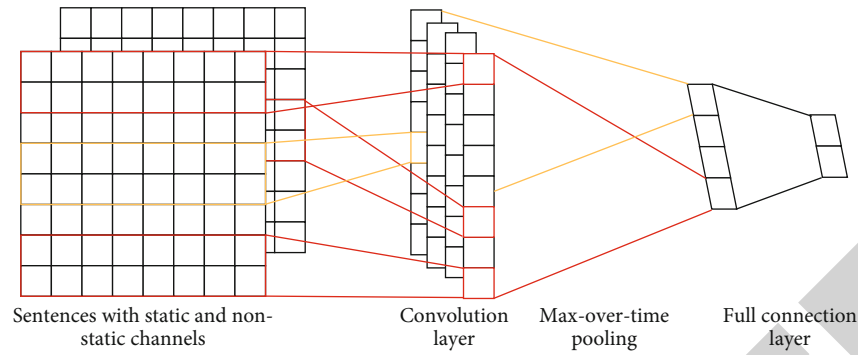 Sentences with static and non-
static channels
Convolution
layer
Max-over-time
pooling
Full connection
layer